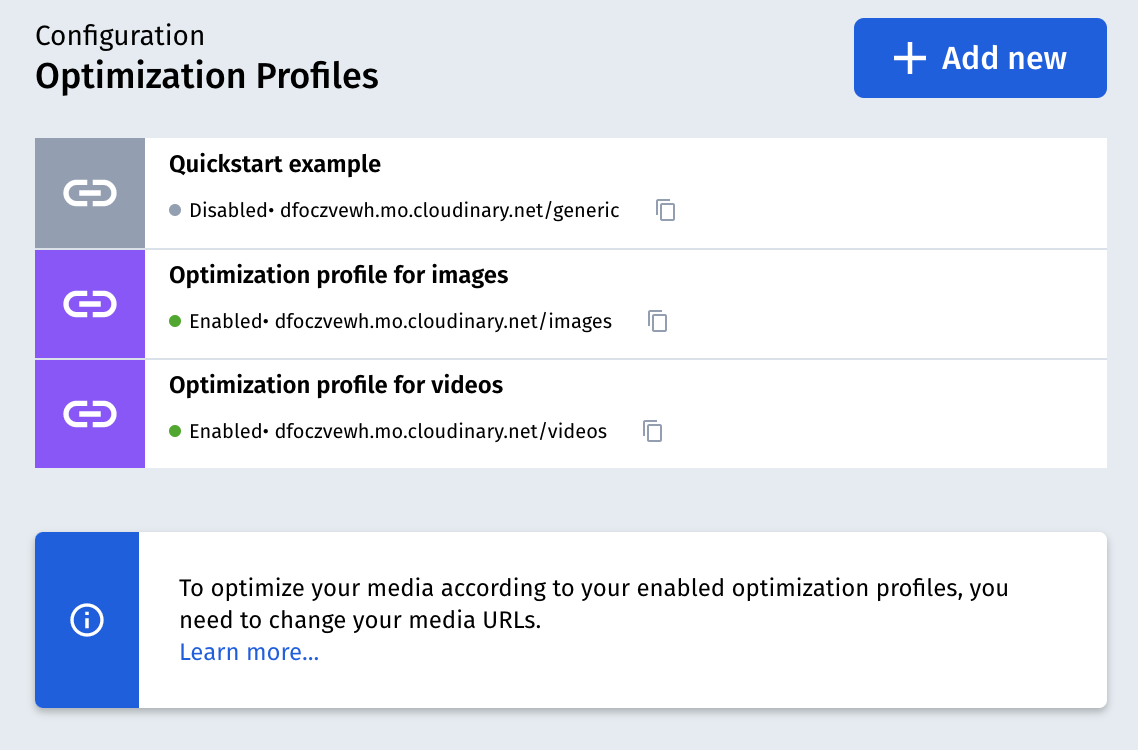 Configuration
Optimization Profiles
Add new
Quickstart example
Disabled• dfoczvewh.mo.cloudinary.net/generic
Optimization profile for images
Enabled• dfoczvewh.mo.cloudinary.net/images
Optimization profile for videos
Enabled• dfoczvewh.mo.cloudinary.net/videos
To optimize your media according to your enabled optimization profiles, you
need to change your media URLs.
Learn more...